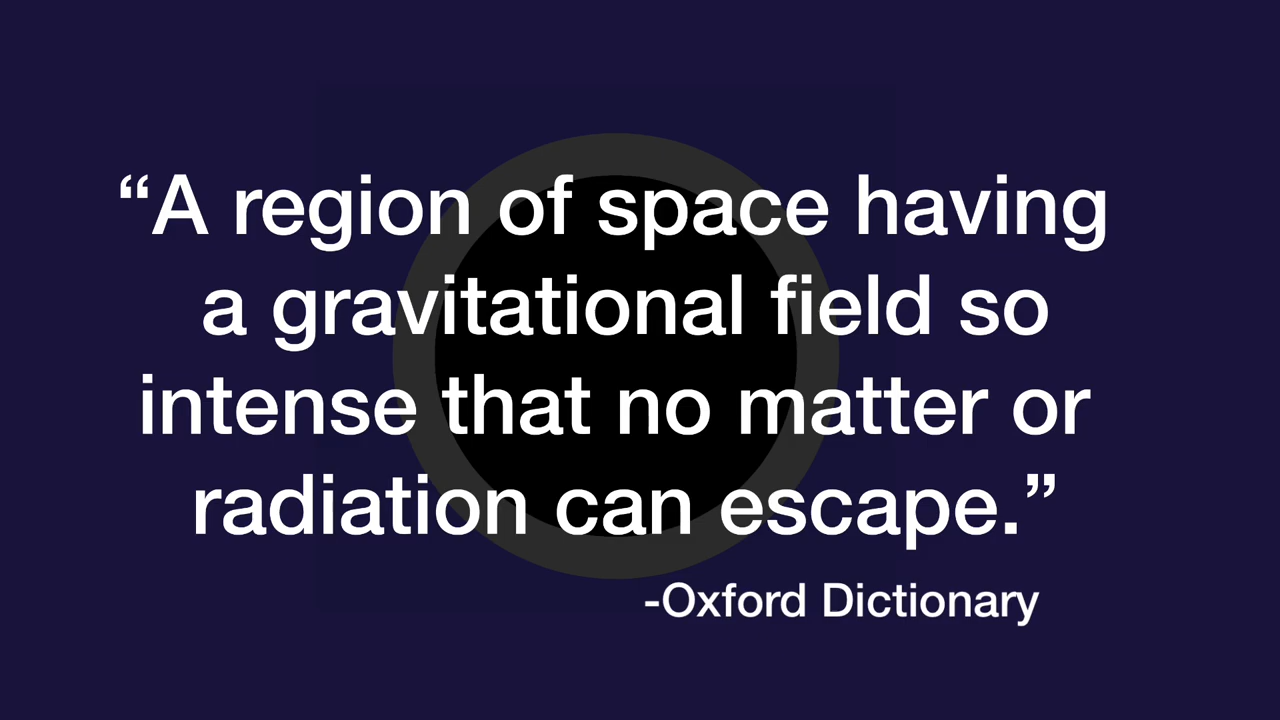 “A region of space having
a gravitational field so
intense that no matter or
radiation can escape.”
-Oxford Dictionary